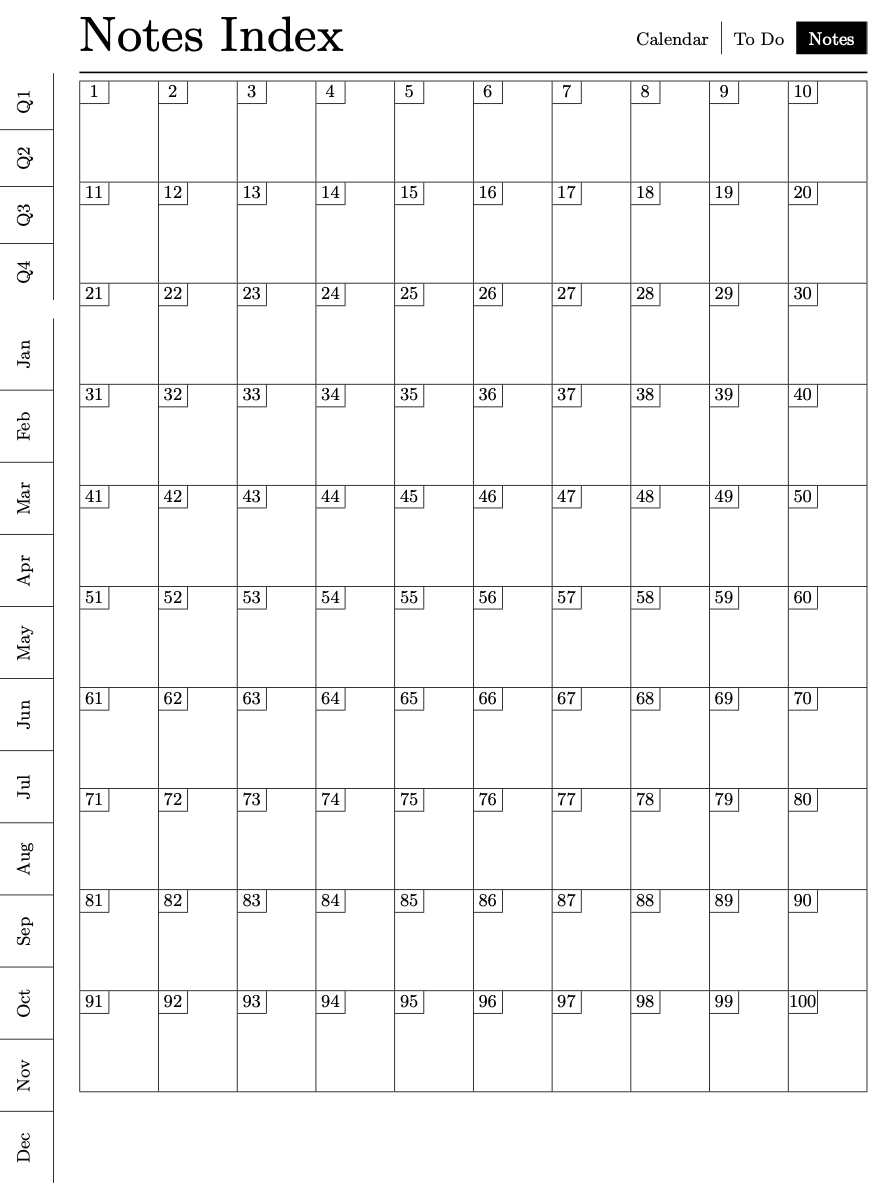 Notes Index
Calendar To Do Notes
Q1
Q2
Q3
Q4
Jan
Feb
Mar
Apr
May
Jun
Jul
Aug
Sep
Oct
Nov
Dec
1 2 3 4 5 6 7 8 9 10
11 12 13 14 15 16 17 18 19 20
21 22 23 24 25 26 27 28 29 30
31 32 33 34 35 36 37 38 39 40
41 42 43 44 45 46 47 48 49 50
51 52 53 54 55 56 57 58 59 60
61 62 63 64 65 66 67 68 69 70
71 72 73 74 75 76 77 78 79 80
81 82 83 84 85 86 87 88 89 90
91 92 93 94 95 96 97 98 99 100